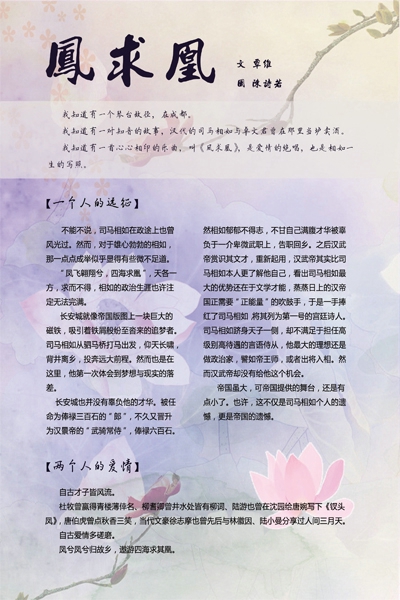 鳳求凰
文 覃维
图 洙诗若
我知道有一个琴台故径，在成都。
我知道有一叶知音的故事，汉代的司马相如与卓文君曾在那里当垆卖酒。
我知道有一首心心相印的乐曲，叫《凤求凰》，是爱情的绝唱，也是相如一
生的写照。
【一个人的远征】
不能不说，司马相如在政途上也曾
风光过。然而，对于雄心勃勃的相如，
那一点点成举似乎显得有些微不足道。
“凤飞翱翔兮，四海求凰”，天各一
方，求而不得，相如的政治生涯也许注
定无法完满。
长安城就像帝国版图上一块巨大的
磁铁，吸引着铁屑般纷至沓来的追梦者。
司马相如从驷马桥打马出发，仰天长啸，
背井离乡，投奔远大前程。然而也是在
这里，他第一次体会到梦想与现实的落
差。
长安城也并没有辜负他的才华。被任
命为俸禄三百石的“郎”，不久又晋升
为汉景帝的“武骑常侍”，俸禄六百石。
然相如郁郁不得志，不甘自己满腹才华被辜
负于一介卑微武职上，告职回乡。之后汉武
帝赏识其文才，重新起用，汉武帝其实比司
马相如本人更了解他自己，看出司马相如最
大的优势还在于文学才能，蒸蒸日上的汉帝
国正需要“正能量”的吹鼓手，于是一手捧
红了司马相如 将其列为第一号的宫廷诗人。
司马相如跻身天子一侧，却不满足于担任高
级别高待遇的言语侍从，他最大的理想还是
做政治家，譬如帝王师，或者出将入相。然
而汉武帝却没有给他这个机会。
帝国虽大，可帝国提供的舞台，还是有
点小了。也许，这不仅是司马相如个人的遗
憾，更是帝国的遗憾。
【两个人的爱情】
自古才子皆风流。
杜牧曾赢得青楼薄倖名、柳耆卿曾井水处皆有柳词、陆游也曾在沈园给唐婉写下《钗头
凤》，唐伯虎曾点秋香三笑，当代文豪徐志摩也曾先后与林徽因、陆小曼分享过人间三月天。
自古爱情多磋磨。
凤兮凤兮归故乡，遨游四海求其凰。